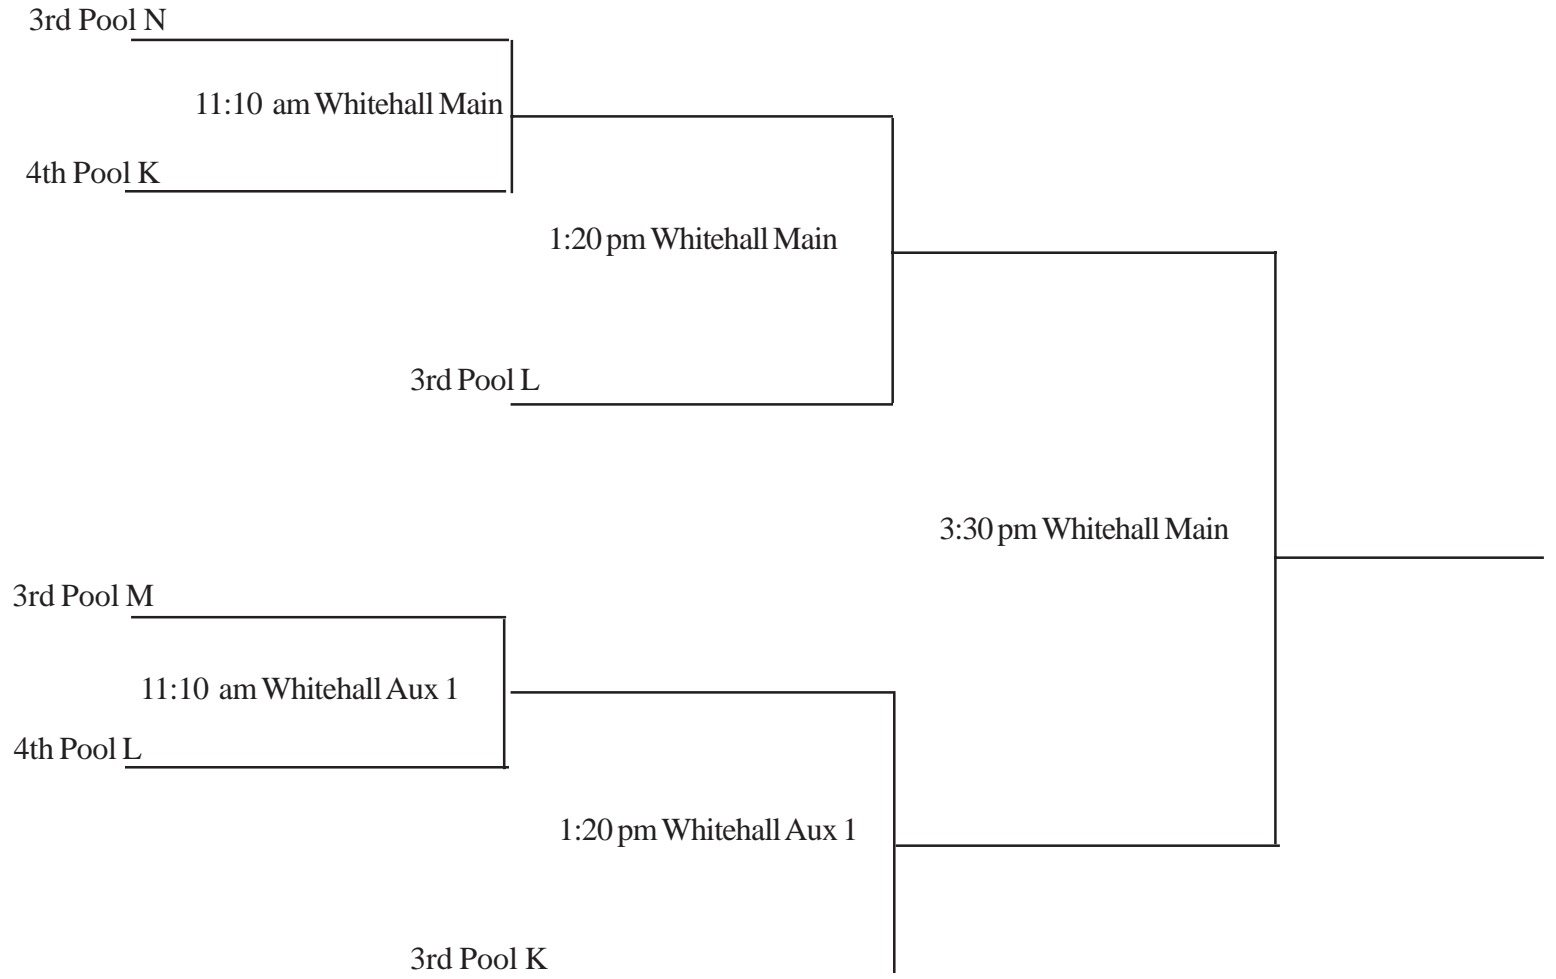 3rd Pool N
11:10 am Whitehall Main
4th Pool K
1:20 pm Whitehall Main
3rd Pool L
3:30 pm Whitehall Main
3rd Pool M
11:10 am Whitehall Aux 1
4th Pool L
1:20 pm Whitehall Aux 1
3rd Pool K